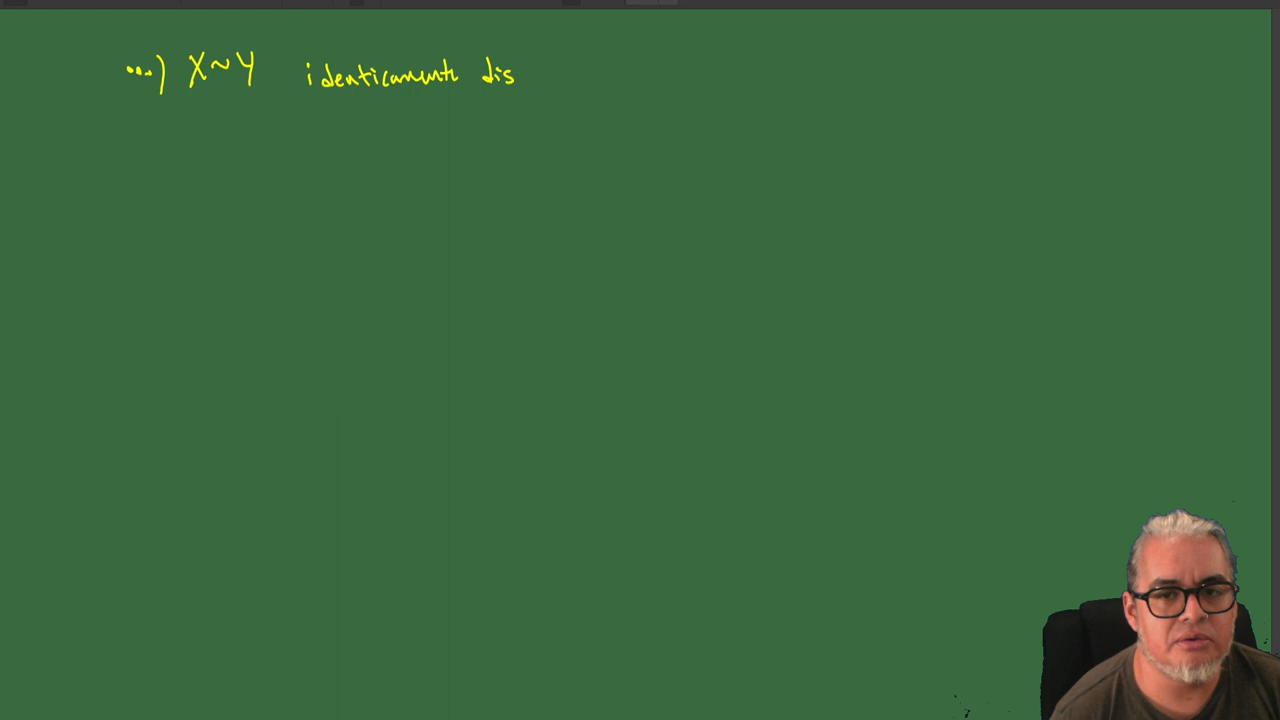 ...) X ~ Y identicamente dis